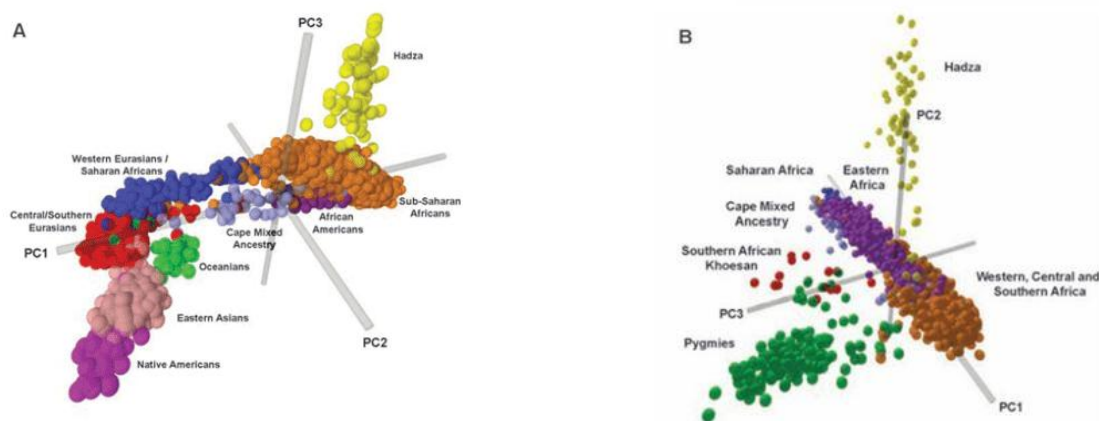 A
PC3
Hadza
Western Eurasians /
Saharan Africans
Sub-Saharan
Africans
African
Americans
Central/Southern
Eurasians
Cape Mixed
Ancestry
PC1
Oceanians
Eastern Asians
PC2
Native Americans
B
Hadza
PC2
Saharan Africa
Eastern
Africa
Cape Mixed
Ancestry
Southern African
Khoesan
Western, Central and
Southern Africa
PC3
Pygmies
PC1